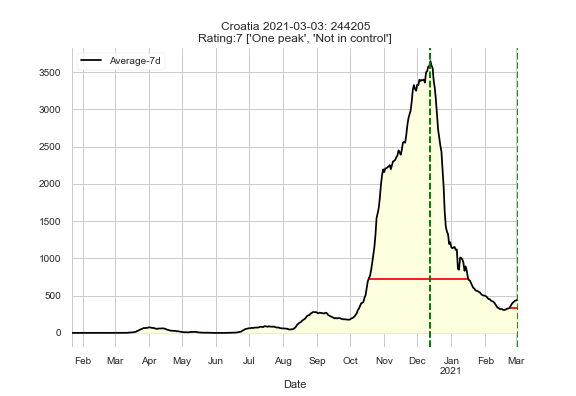 Croatia 2021-03-03: 244205
Rating:7 ['One peak', 'Not in control']
Average-7d
3500
3000
2500
2000
1500
1000
500
0
Feb Mar Apr May Jun Jul Aug Sep Oct Nov Dec Jan Feb Mar
2021
Date